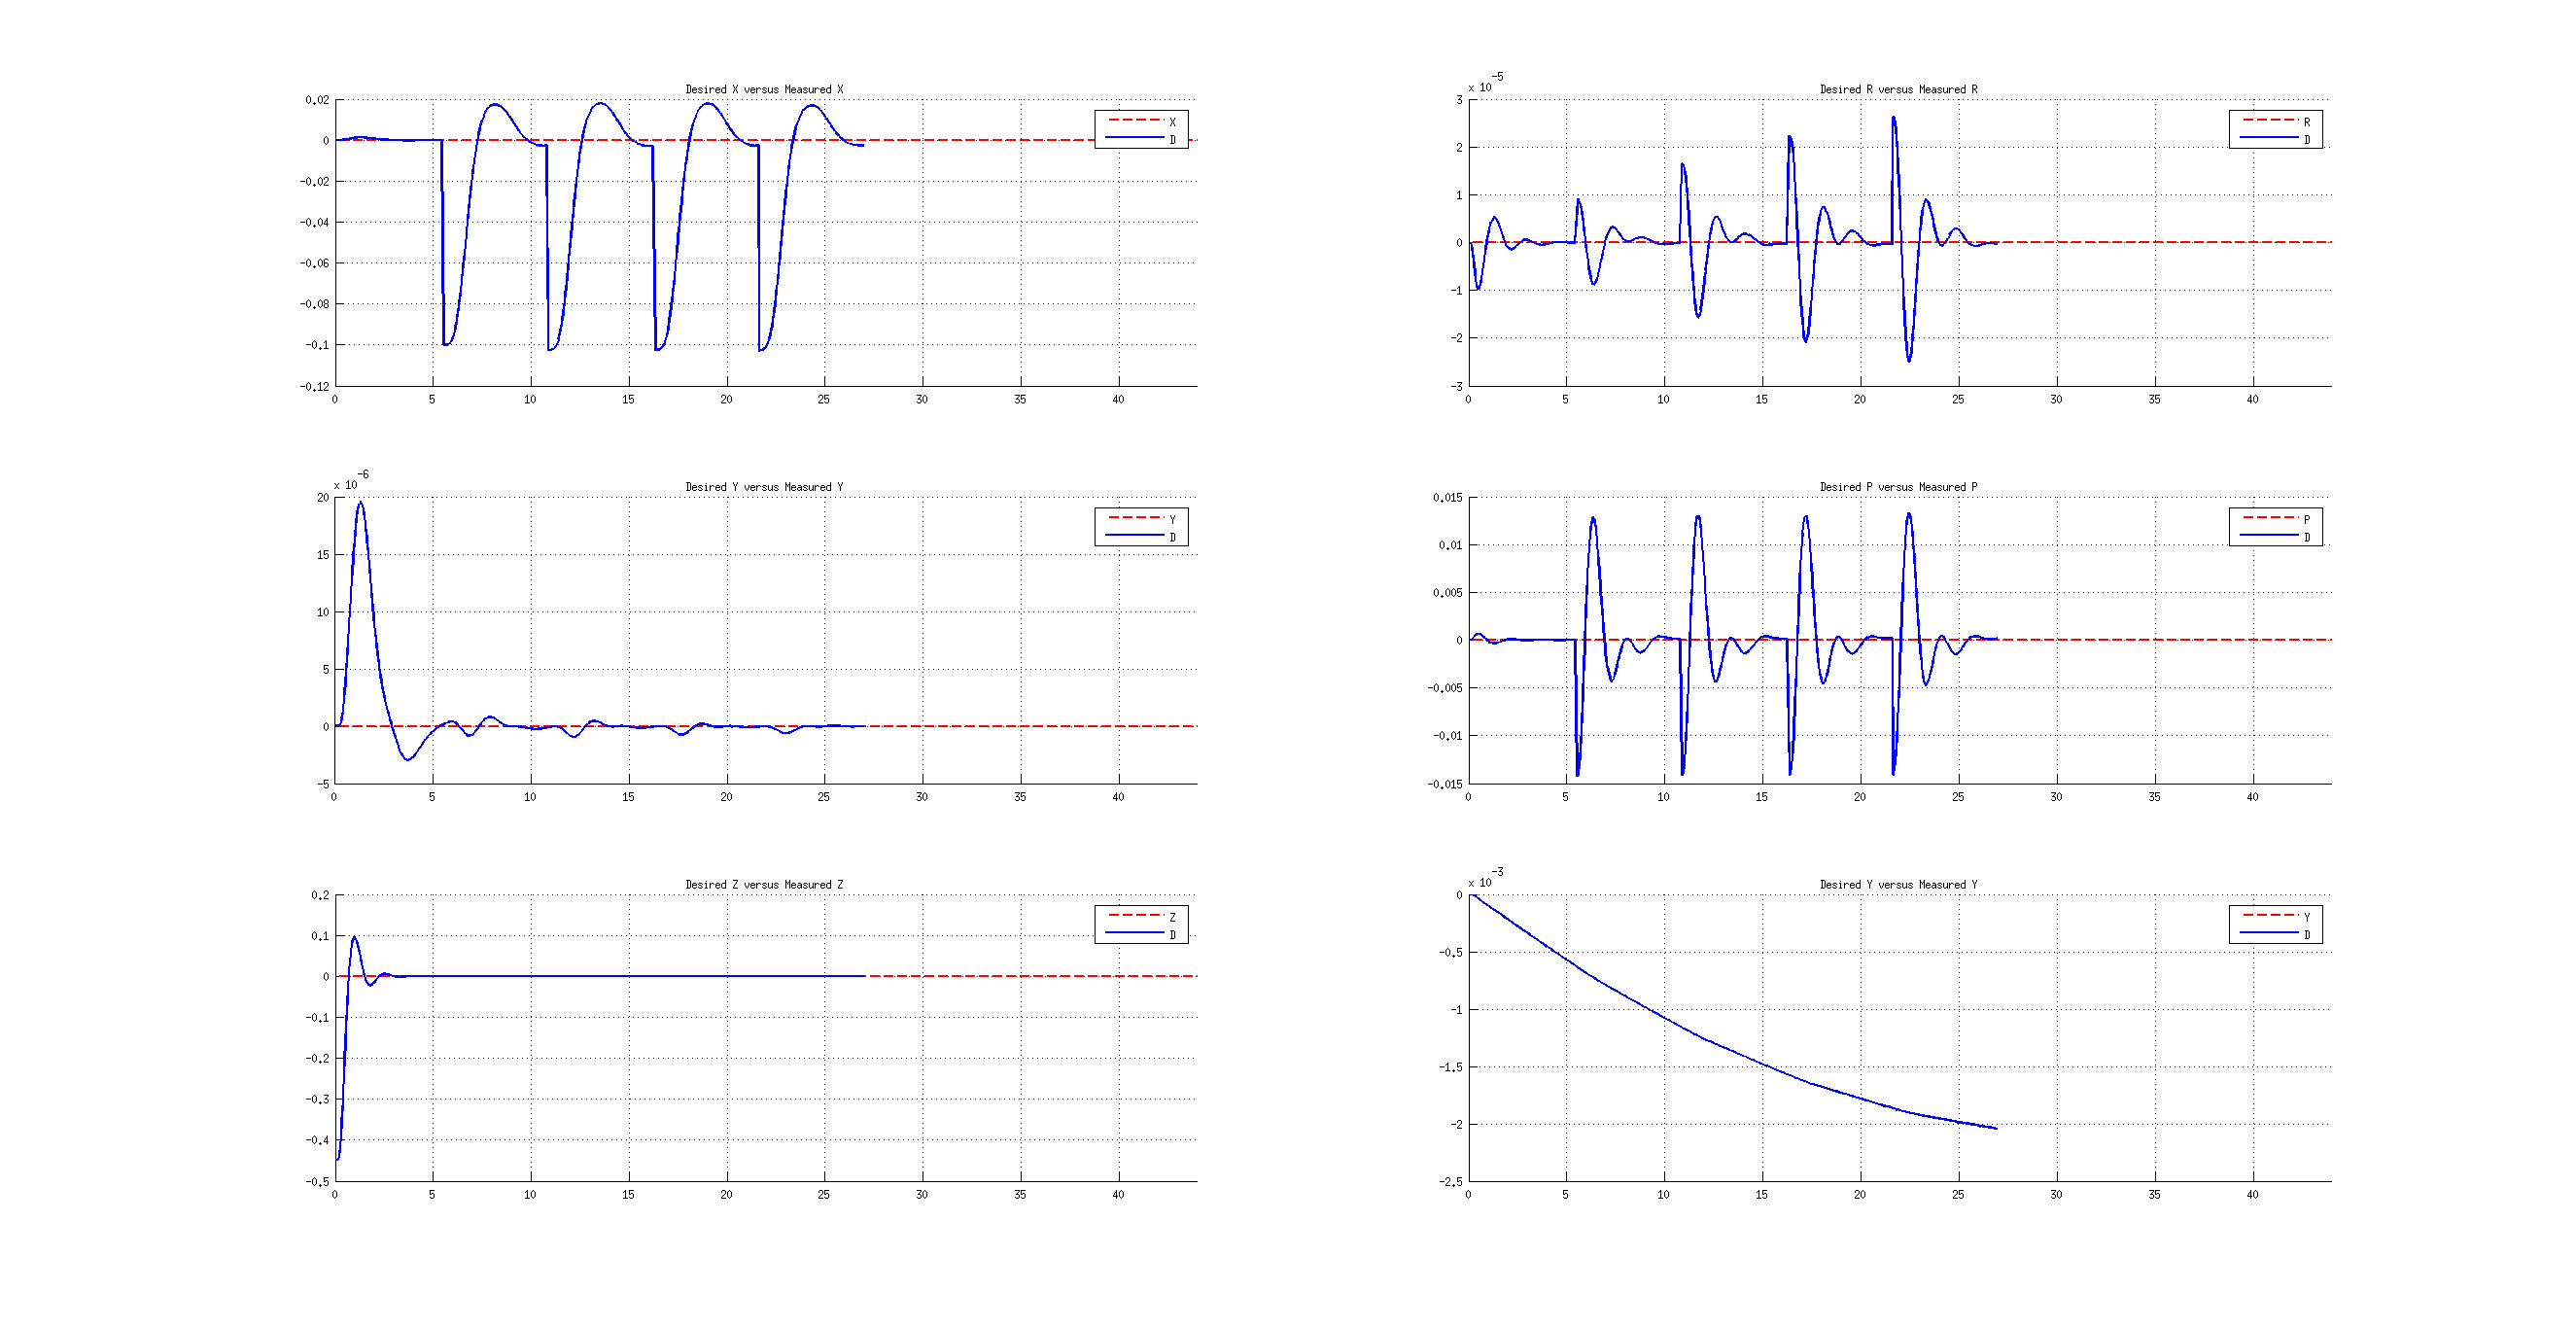 Desired X versus Measured X
0.02
0
-0.02
-0.04
-0.06
-0.08
-0.1
-0.12
0 5 10 15 20 25 30 35 40
X
D
Desired R versus Measured R
x 10 -5
3
2
1
0
-1
-2
-3
0 5 10 15 20 25 30 35 40
R
D
Desired Y versus Measured Y
x 10 -6
20
15
10
5
0
-5
0 5 10 15 20 25 30 35 40
Y
D
Desired P versus Measured P
0.015
0.01
0.005
0
-0.005
-0.01
-0.015
0 5 10 15 20 25 30 35 40
P
D
Desired Z versus Measured Z
0.2
0.1
0
-0.1
-0.2
-0.3
-0.4
-0.5
0 5 10 15 20 25 30 35 40
Z
D
Desired Y versus Measured Y
x 10 -3
0
-0.5
-1
-1.5
-2
-2.5
0 5 10 15 20 25 30 35 40
Y
D